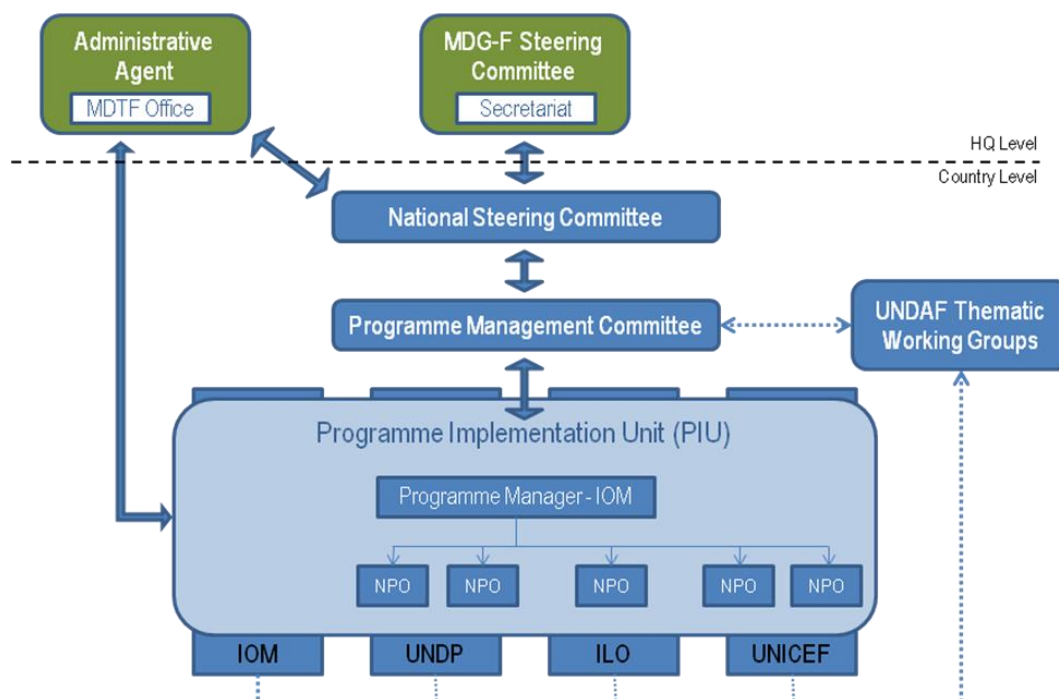 Administrative
Agent
MDTF Office
MDG-F Steering
Committee
Secretariat
HQ Level
Country Level
National Steering Committee
Programme Management Committee
UNDAF Thematic
Working Groups
Programme Implementation Unit (PIU)
Programme Manager - IOM
NPO
NPO
NPO
NPO
NPO
IOM
UNDP
ILO
UNICEF